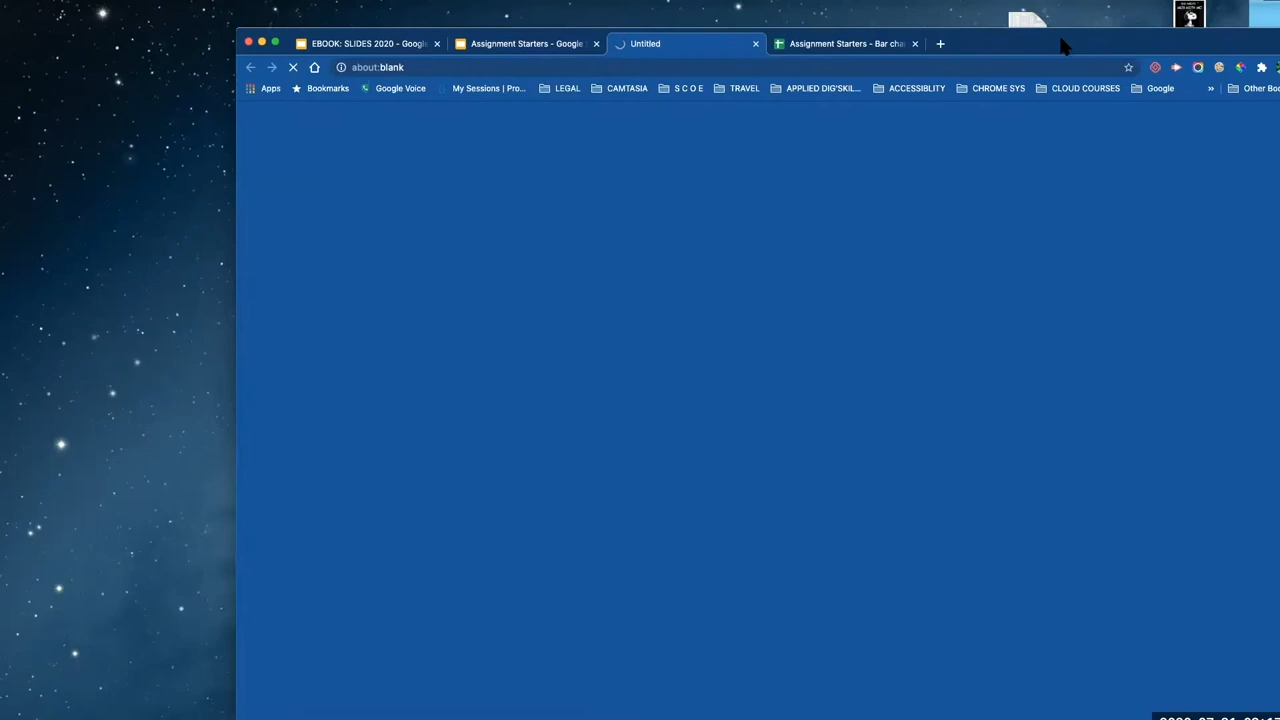 EBOOK: SLIDES 2020 - Googl
Assignment Starters - Google
Untitled
Assignment Starters - Bar cha
about:blank
Apps
Bookmarks
Google Voice
My Sessions | Pro...
LEGAL
CAMTASIA
S C O E
TRAVEL
APPLIED DIG'SKIL...
ACCESSIBLITY
CHROME SYS
CLOUD COURSES
Google
»
Other Boo